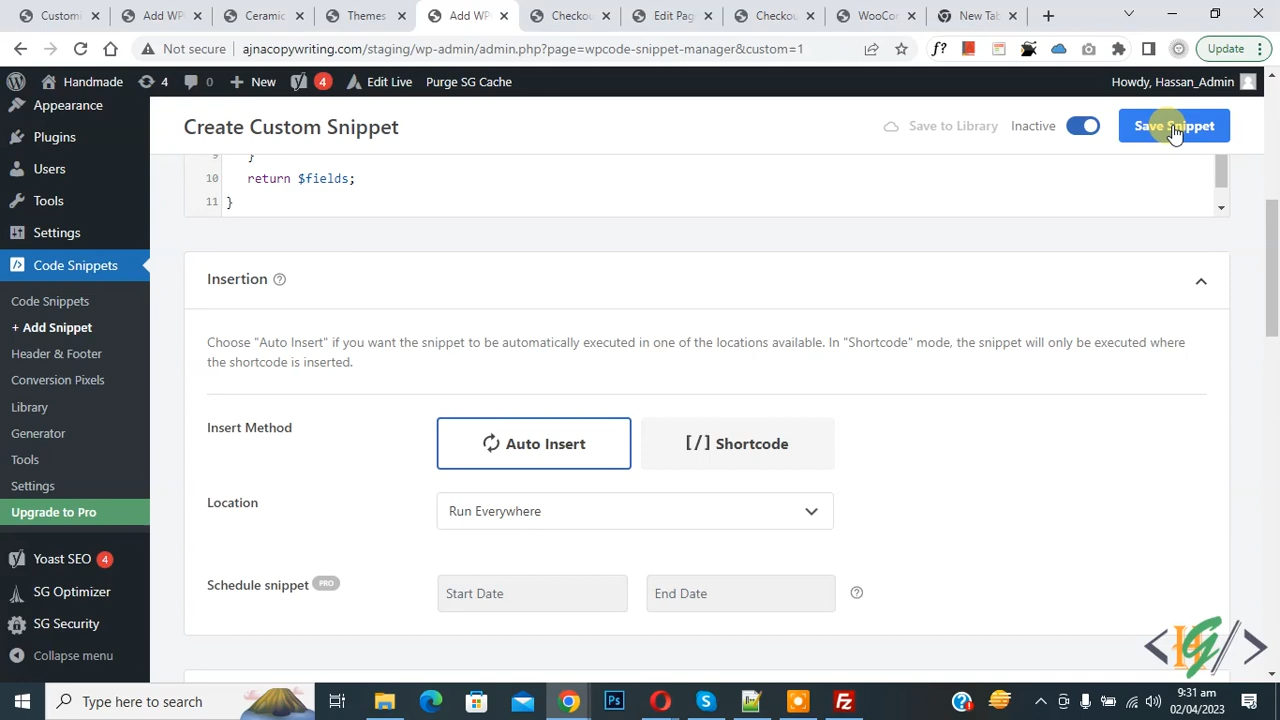 Customi
Add WP
Ceramic
Themes
Add WP
Checkou
Edit Pag
Checkou
WooCor
New Tab
Not secure
ajnacopywriting.com/staging/wp-admin/admin.php?page=wpcode-snippet-manager&custom=1
f?
Update
Handmade
4
0
New
4
Edit Live
Purge SG Cache
Howdy, Hassan_Admin
Appearance
Plugins
Users
Tools
Settings
Code Snippets
Code Snippets
+ Add Snippet
Header & Footer
Conversion Pixels
Library
Generator
Tools
Settings
Upgrade to Pro
Yoast SEO 4
SG Optimizer
SG Security
Collapse menu
Create Custom Snippet
Save to Library
Inactive
Save Snippet
9 }
10 return $fields;
11 }
Insertion
Choose "Auto Insert" if you want the snippet to be automatically executed in one of the locations available. In "Shortcode" mode, the snippet will only be executed where
the shortcode is inserted.
Insert Method
Auto Insert
[/] Shortcode
Location
Run Everywhere
Schedule snippet PRO
Start Date
End Date
Type here to search
9:31 am
02/04/2023